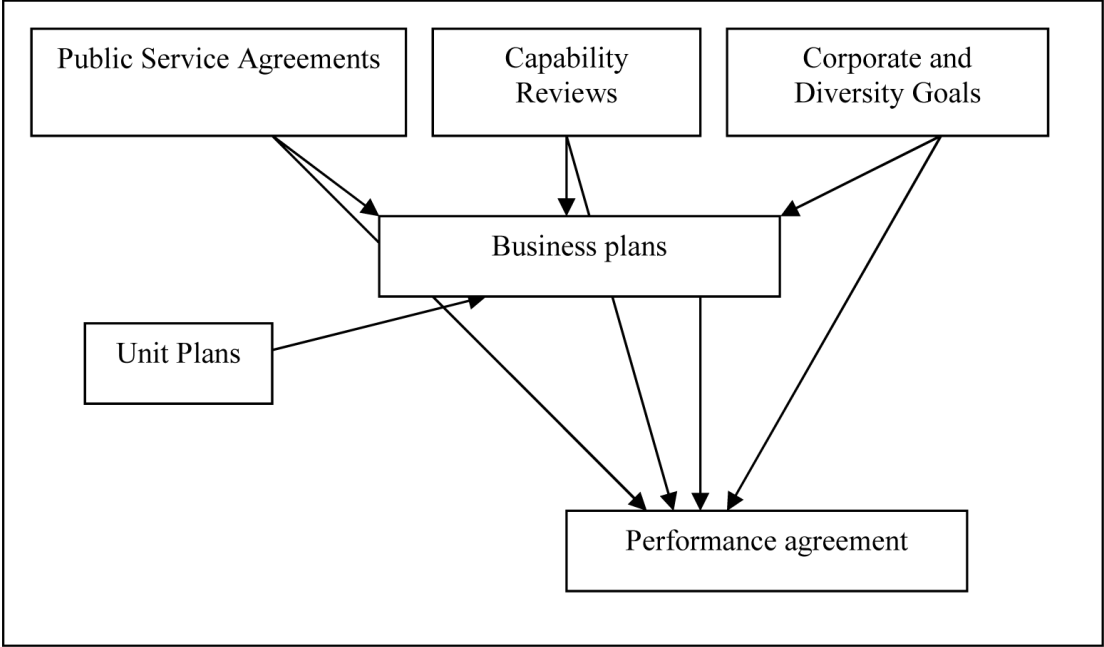 Public Service Agreements
Capability
Reviews
Corporate and
Diversity Goals
Business plans
Unit Plans
Performance agreement